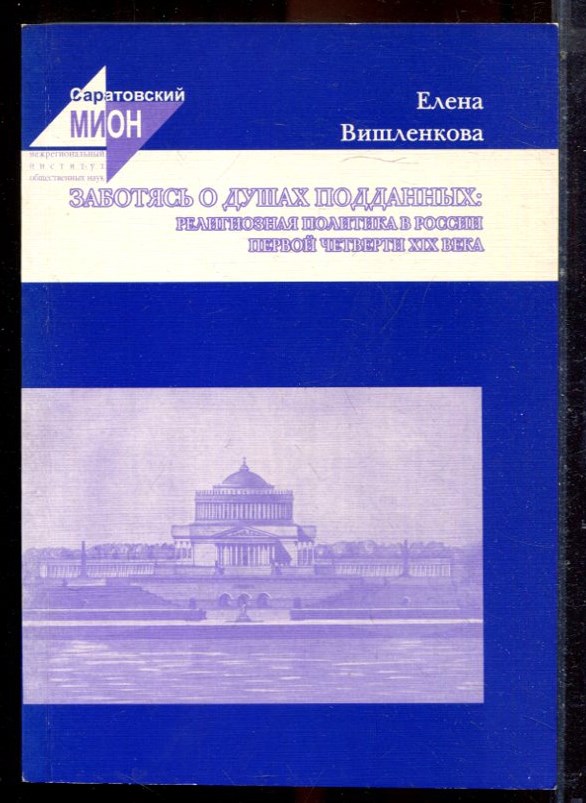 Саратовский
МИОН
межрегиональный
институт
общественных наук
Елена
Вишленкова
ЗАБОТЯСЬ О ДУШАХ ПОДДАННЫХ:
РЕЛИГИОЗНАЯ ПОЛИТИКА В РОССИИ
ПЕРВОЙ ЧЕТВЕРТИ XIX ВЕКА